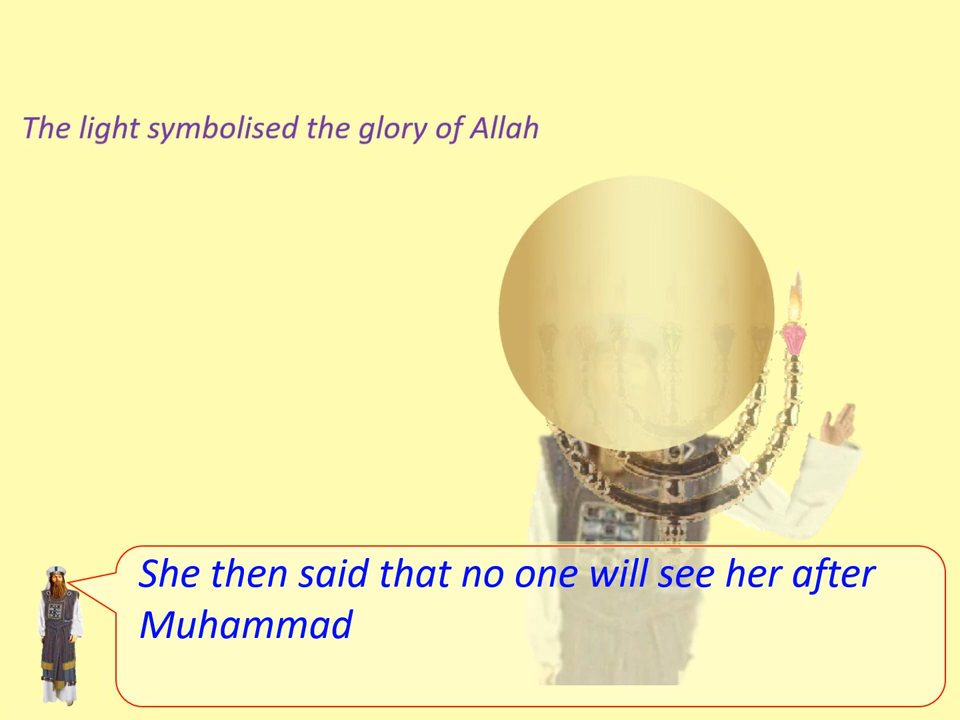 The light symbolised the glory of Allah
She then said that no one will see her after
Muhammad